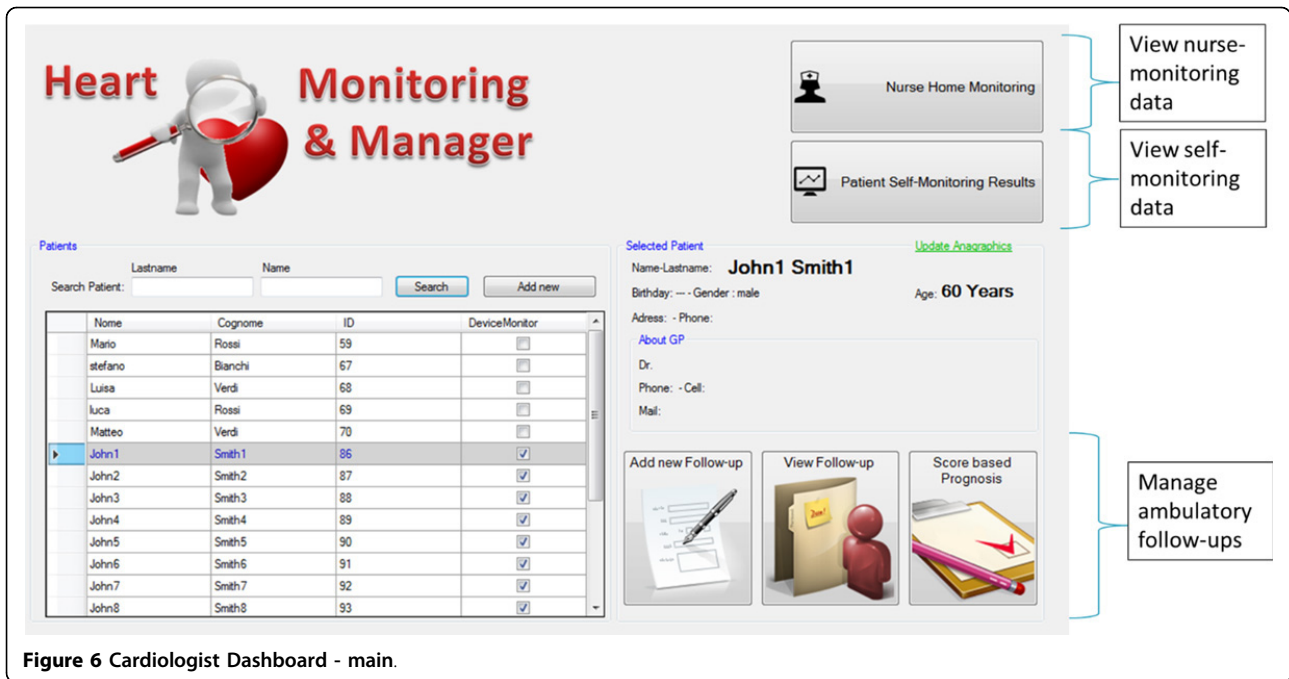 Heart Monitoring
& Manager
Nurse Home Monitoring
Patient Self-Monitoring Results
View nurse-
monitoring
data
View self-
monitoring
data
Patients
Lastname Name
Search Patient: Search Add new
Nome Cognome ID DeviceMonitor
Mario Rossi 59
stefano Bianchi 67
Luisa Verdi 68
luca Rossi 69
Matteo Verdi 70
John1 Smith1 86
John2 Smith2 87
John3 Smith3 88
John4 Smith4 89
John5 Smith5 90
John6 Smith6 91
John7 Smith7 92
John8 Smith8 93
Selected Patient Update Anagraphics
Name-Lastname: John1 Smith1
Birthday: --- - Gender : male Age: 60 Years
Adress: - Phone:
About GP
Dr.
Phone: - Cell:
Mail:
Add new Follow-up
View Follow-up
Score based
Prognosis
Manage
ambulatory
follow-ups
Figure 6 Cardiologist Dashboard - main.